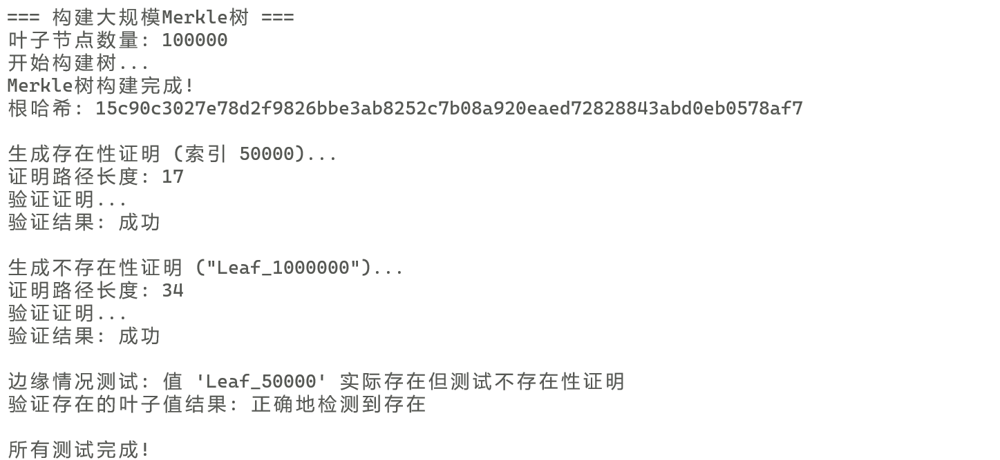 === 构建大规模Merkle树 ===
叶子节点数量: 100000
开始构建树...
Merkle树构建完成!
根哈希: 15c90c3027e78d2f9826bbe3ab8252c7b08a920eaed72828843abd0eb0578af7
生成存在性证明 (索引 50000)...
证明路径长度: 17
验证证明...
验证结果: 成功
生成不存在性证明 ("Leaf_1000000")...
证明路径长度: 34
验证证明...
验证结果: 成功
边缘情况测试: 值 'Leaf_50000' 实际存在但测试不存在性证明
验证存在的叶子值结果: 正确地检测到存在
所有测试完成!